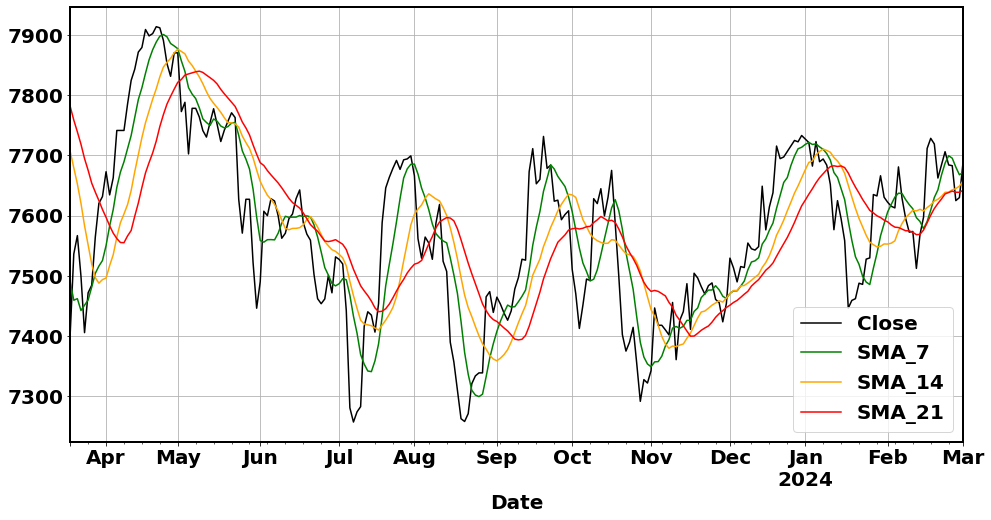 7900
7800
7700
7600
7500
7400
7300
Close
SMA_7
SMA_14
SMA_21
Apr May Jun Jul Aug Sep Oct Nov Dec Jan Feb Mar
2024
Date